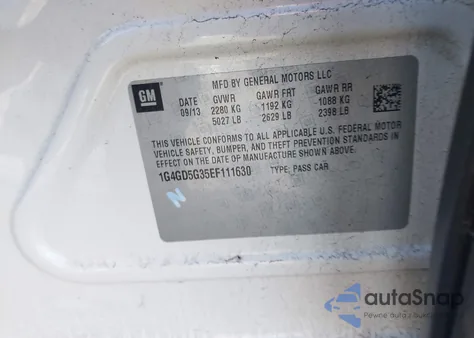 GM
MFD BY GENERAL MOTORS LLC
DATE GVWR GAWR FRT GAWR RR
09/13 2280 KG 1192 KG 1088 KG
5027 LB 2629 LB 2398 LB
THIS VEHICLE CONFORMS TO ALL APPLICABLE U.S. FEDERAL MOTOR
VEHICLE SAFETY, BUMPER, AND THEFT PREVENTION STANDARDS IN
EFFECT ON THE DATE OF MANUFACTURE SHOWN ABOVE.
1G4GD5G35EF111630 TYPE: PASS CAR
N
autoSnap